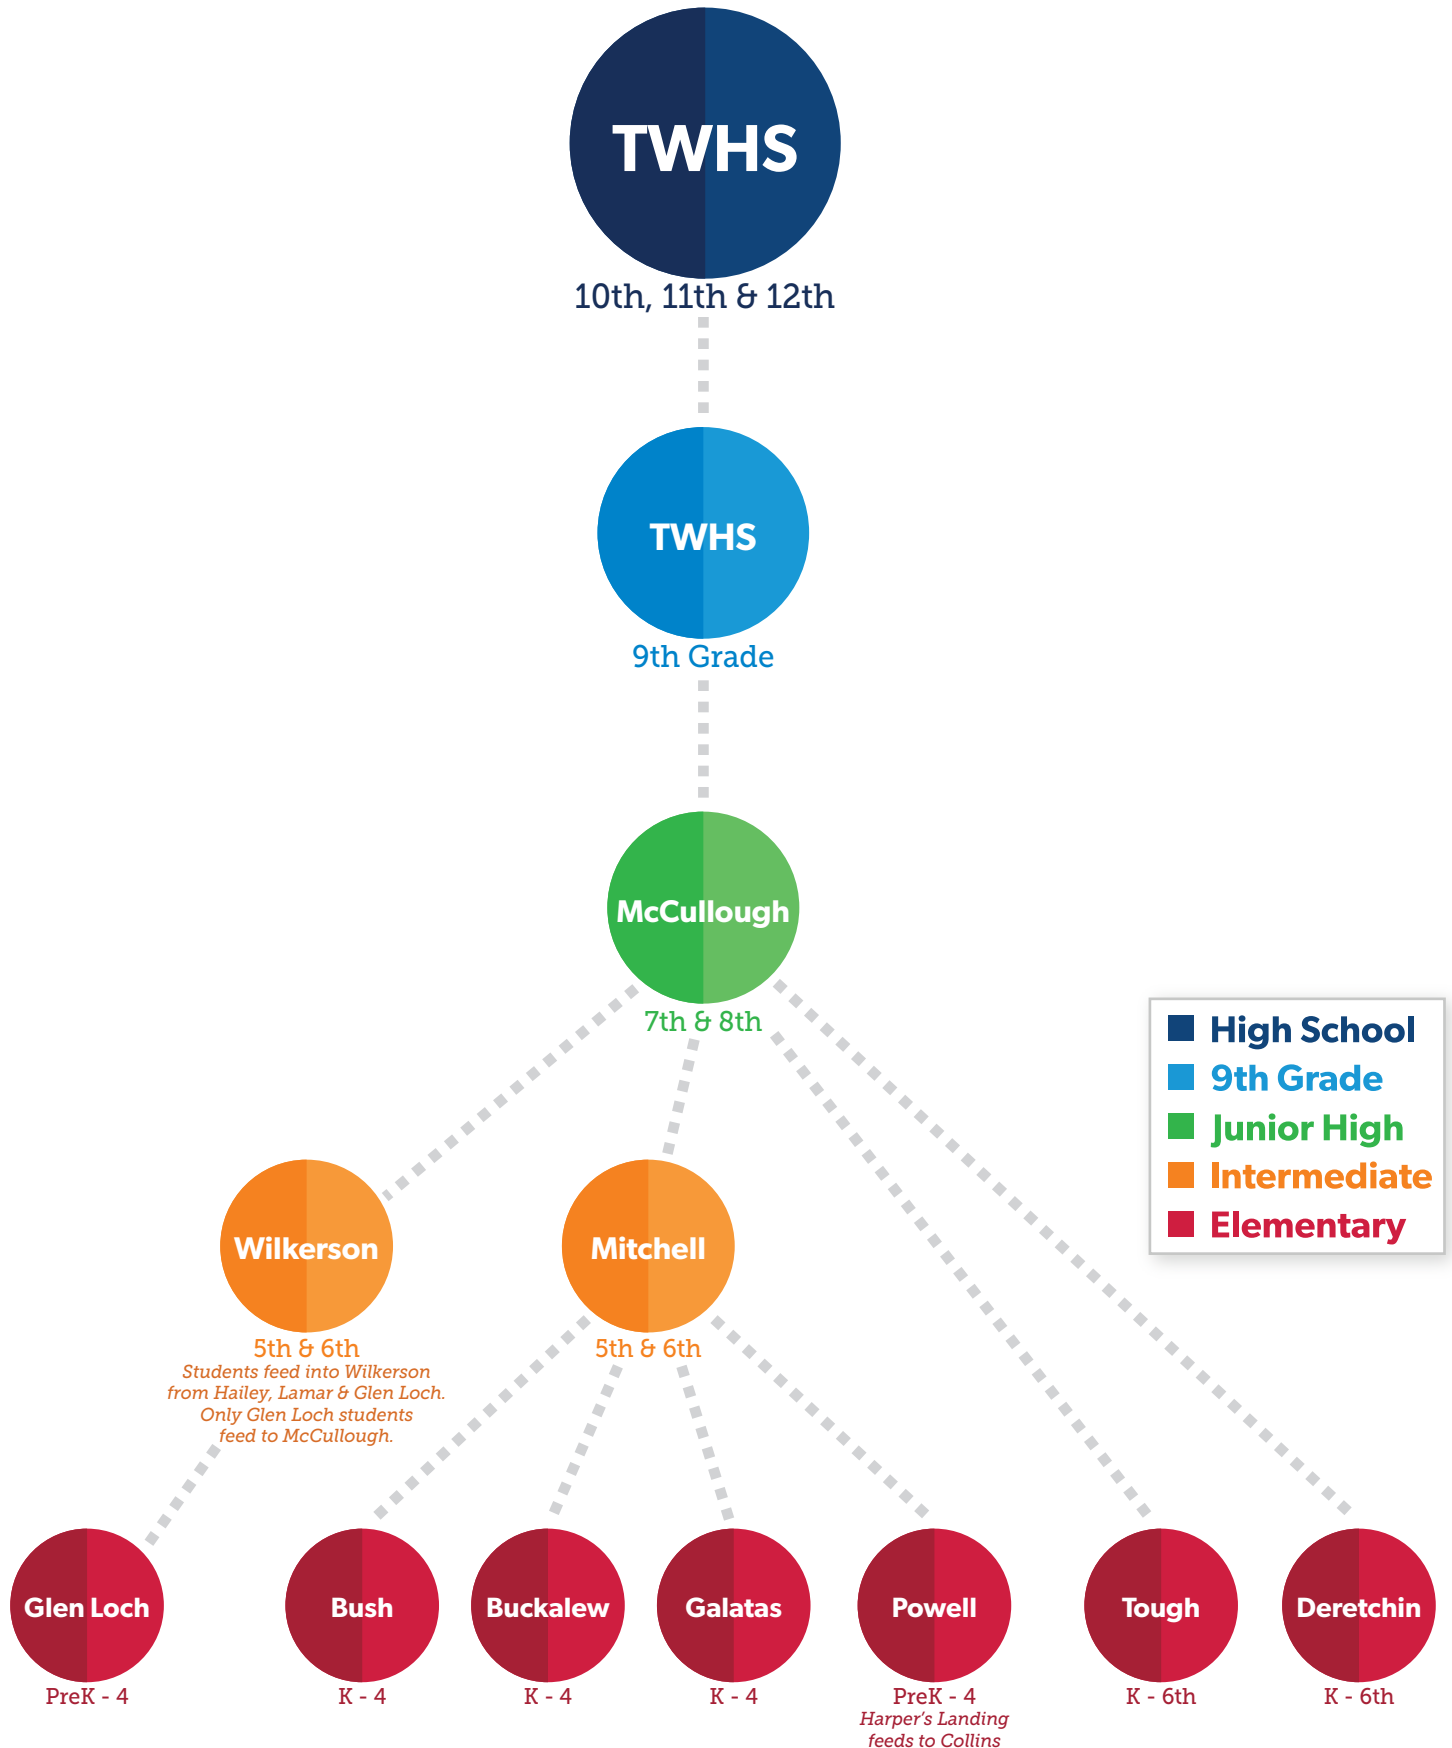 TWHS
10th, 11th & 12th
TWHS
9th Grade
McCullough
7th & 8th
High School
9th Grade
Junior High
Intermediate
Elementary
Wilkerson
5th & 6th
Students feed into Wilkerson
from Hailey, Lamar & Glen Loch.
Only Glen Loch students
feed to McCullough.
Mitchell
5th & 6th
Glen Loch
PreK - 4
Bush
K - 4
Buckalew
K - 4
Galatas
K - 4
Powell
PreK - 4
Harper's Landing
feeds to Collins
Tough
K - 6th
Deretchin
K - 6th